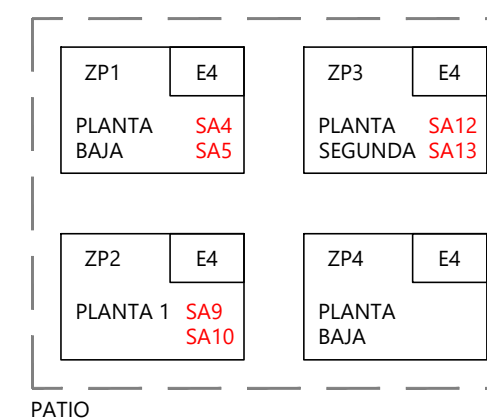 ZP1 E4
PLANTA SA4
BAJA SA5
ZP3 E4
PLANTA SA12
SEGUNDA SA13
ZP2 E4
PLANTA 1 SA9
SA10
ZP4 E4
PLANTA
BAJA
PATIO